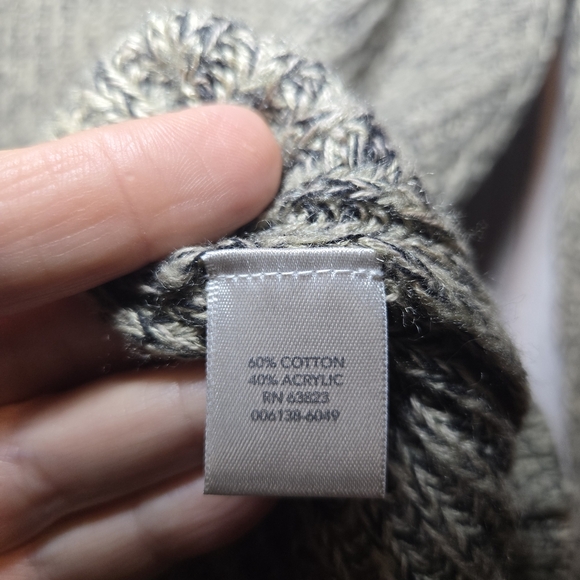 60% COTTON
40% ACRYLIC
RN 63823
006138-6049